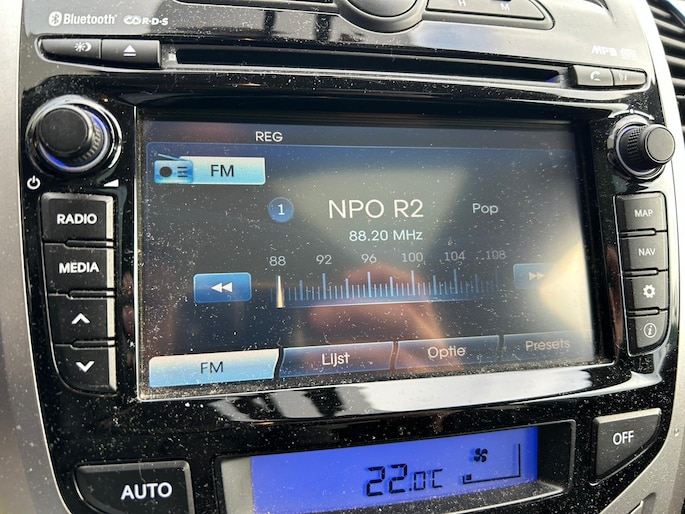 Bluetooth C·O·R·D·S
H M
MP3
REG
FM
1 NPO R2 Pop
88.20 MHz
88 92 96 100 104 108
FM Lijst Optie Presets
RADIO
MEDIA
MAP
NAV
AUTO
22.0C
OFF